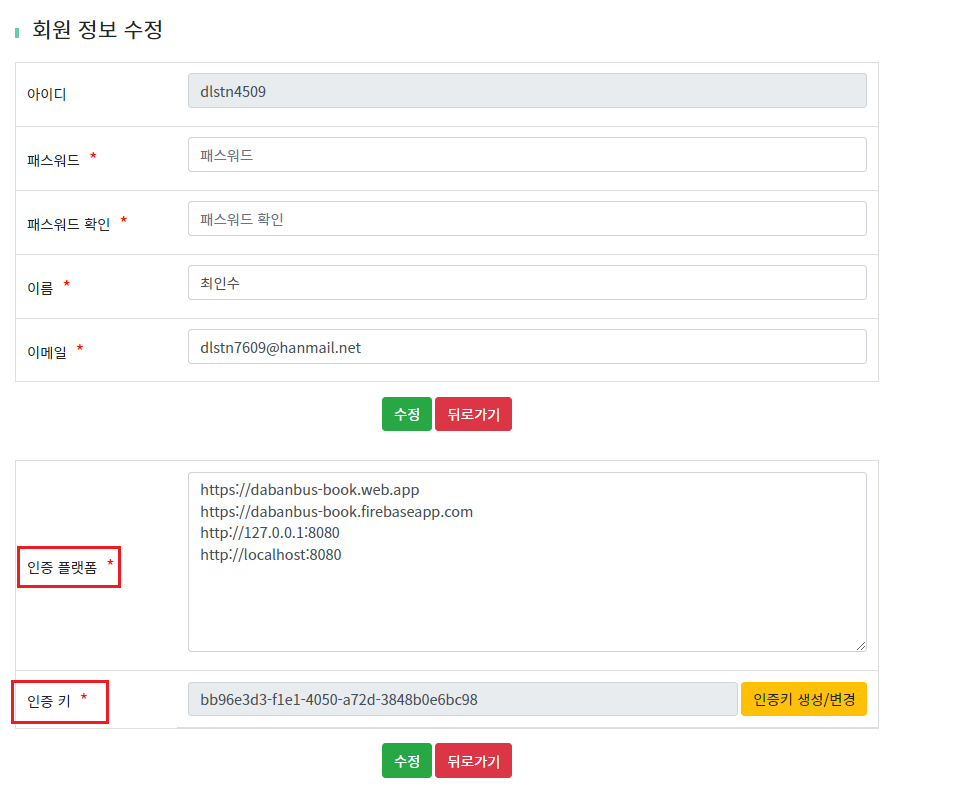 회원 정보 수정
아이디 dlstn4509
패스워드 * 패스워드
패스워드 확인 * 패스워드 확인
이름 * 최인수
이메일 * dlstn7609@hanmail.net
수정 뒤로가기
https://dabanbus-book.web.app
https://dabanbus-book.firebaseapp.com
http://127.0.0.1:8080
http://localhost:8080
인증 플랫폼 *
인증 키 * bb96e3d3-f1e1-4050-a72d-3848b0e6bc98 인증키 생성/변경
수정 뒤로가기